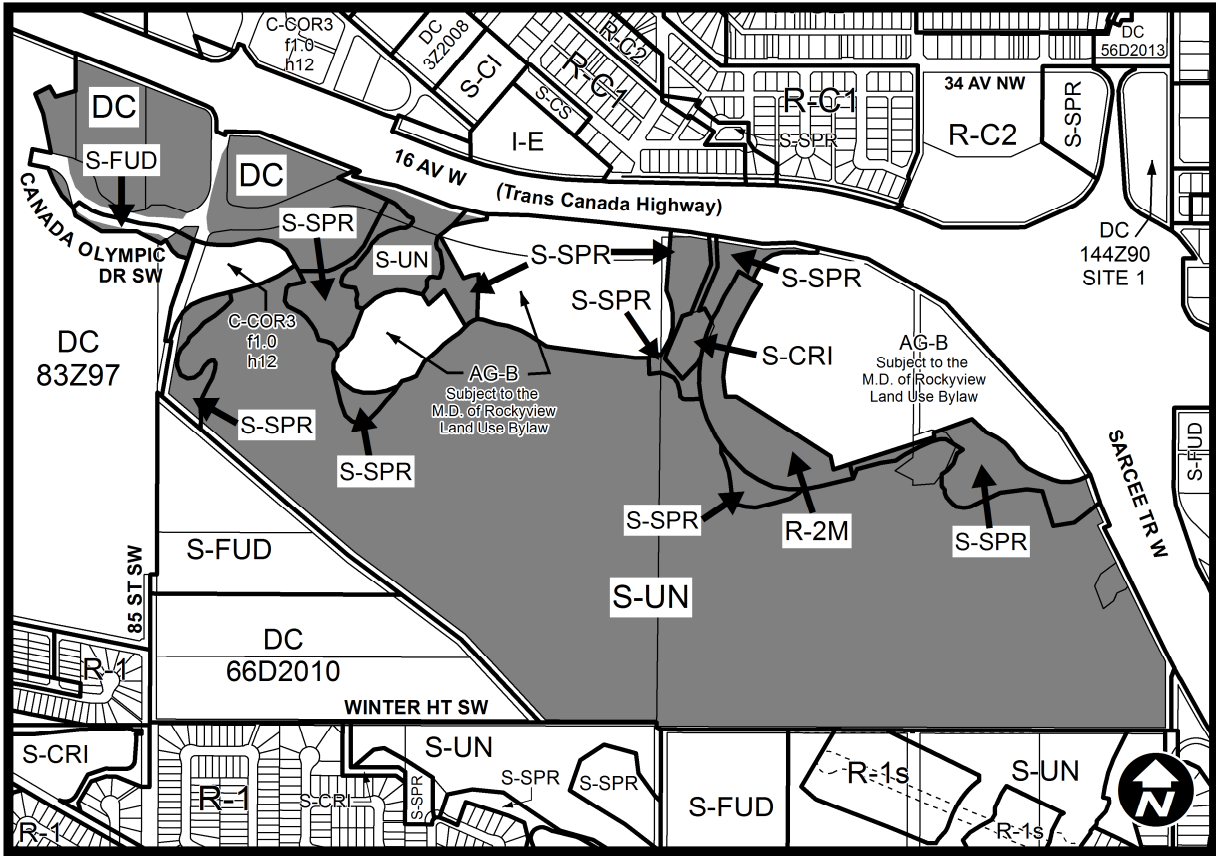 C-COR3
f1.0
h12
DC
3Z2008
S-CI
R-C2
R-C1
S-CS
I-E
R-C1
S-SPR
34 AV NW
R-C2
S-SPR
DC
56D2013
DC
144Z90
SITE 1
DC
S-FUD
DC
16 AV W
(Trans Canada Highway)
CANADA OLYMPIC
DR SW
S-SPR
S-UN
S-SPR
S-SPR
S-SPR
C-COR3
f1.0
h12
S-CRI
DC
83Z97
AG-B
Subject to the
M.D. of Rockyview
Land Use Bylaw
AG-B
Subject to the
M.D. of Rockyview
Land Use Bylaw
S-SPR
S-SPR
S-SPR
R-2M
S-SPR
SARCEE TR W
S-FUD
S-FUD
85 ST SW
S-UN
DC
66D2010
R-1
WINTER HT SW
S-CRI
R-1
S-CRI
S-SPR
S-UN
S-SPR
S-SPR
S-FUD
R-1s
S-UN
R-1s
R-1
N